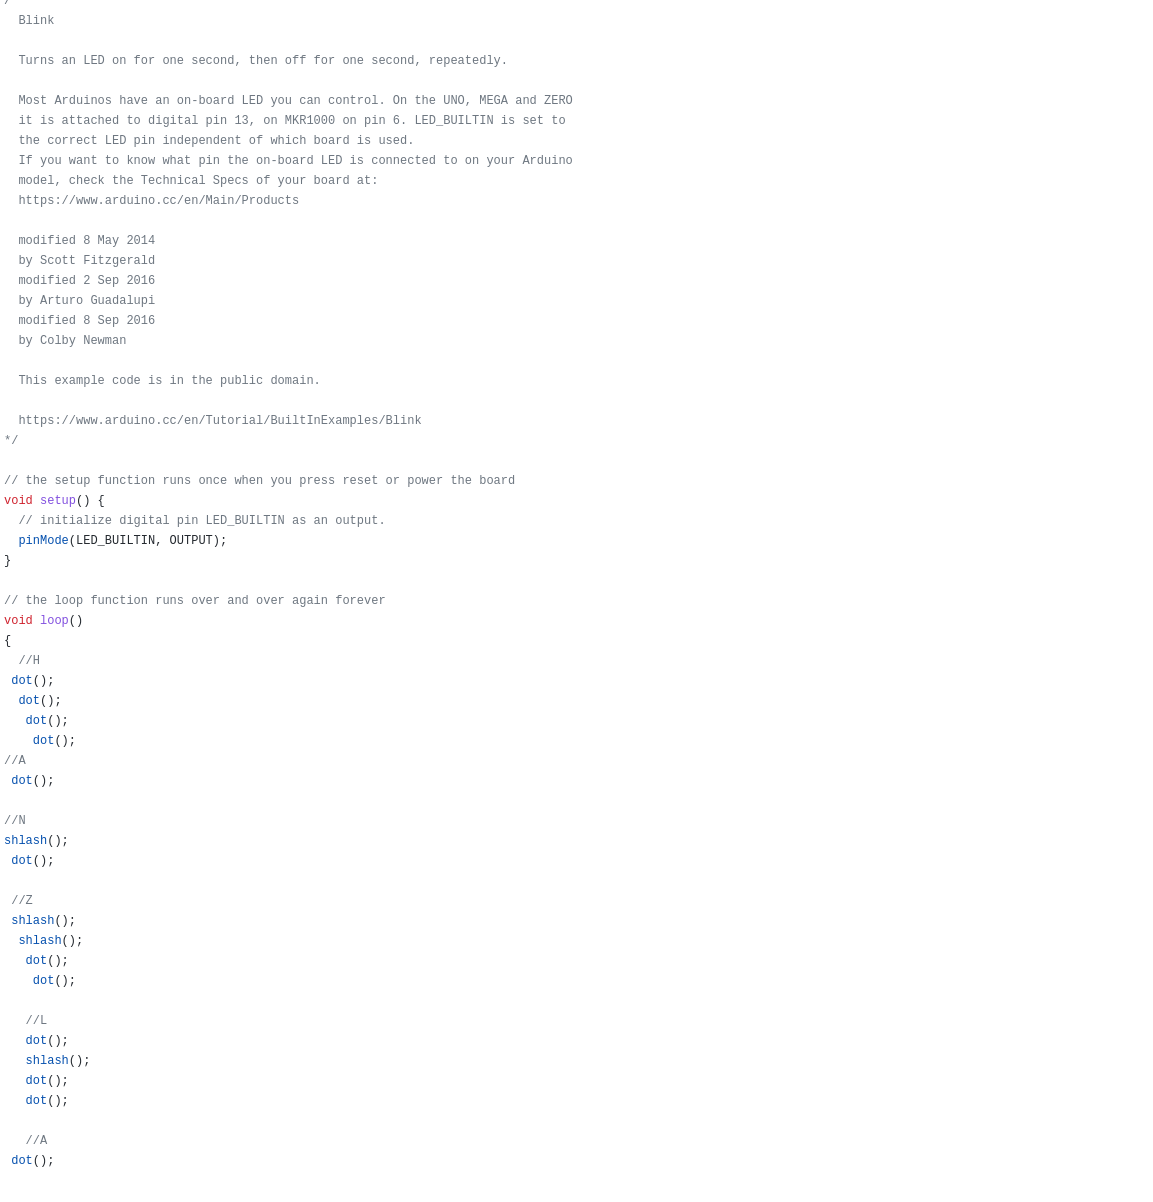 /
Blink
Turns an LED on for one second, then off for one second, repeatedly.
Most Arduinos have an on-board LED you can control. On the UNO, MEGA and ZERO
it is attached to digital pin 13, on MKR1000 on pin 6. LED_BUILTIN is set to
the correct LED pin independent of which board is used.
If you want to know what pin the on-board LED is connected to on your Arduino
model, check the Technical Specs of your board at:
https://www.arduino.cc/en/Main/Products
modified 8 May 2014
by Scott Fitzgerald
modified 2 Sep 2016
by Arturo Guadalupi
modified 8 Sep 2016
by Colby Newman
This example code is in the public domain.
https://www.arduino.cc/en/Tutorial/BuiltInExamples/Blink
*/
// the setup function runs once when you press reset or power the board
void setup() {
// initialize digital pin LED_BUILTIN as an output.
pinMode(LED_BUILTIN, OUTPUT);
}
// the loop function runs over and over again forever
void loop()
{
//H
dot();
dot();
dot();
dot();
//A
dot();
//N
shlash();
dot();
//Z
shlash();
shlash();
dot();
dot();
//L
dot();
shlash();
dot();
dot();
//A
dot();